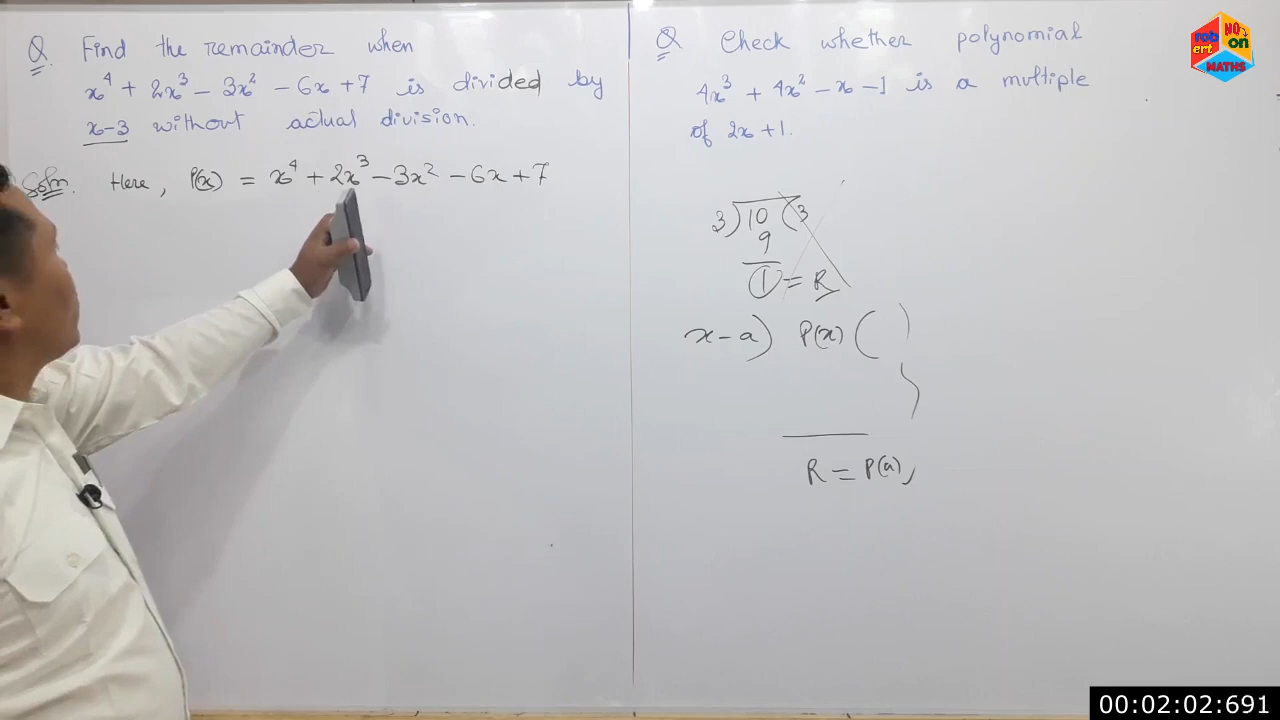 Q. Find the remainder when
x⁴ + 2x³ - 3x² - 6x + 7 is divided by
x-3 without actual division.
Soln. Here, P(x) = x⁴ + 2x³ - 3x² - 6x + 7
Q Check whether polynomial
4x³ + 4x² - x - 1 is a multiple
of 2x + 1.
3) 10 (3
9
1 = R
x - a) P(x) (
R = P(a),
rob ert NO on MATHS
00:02:02:691